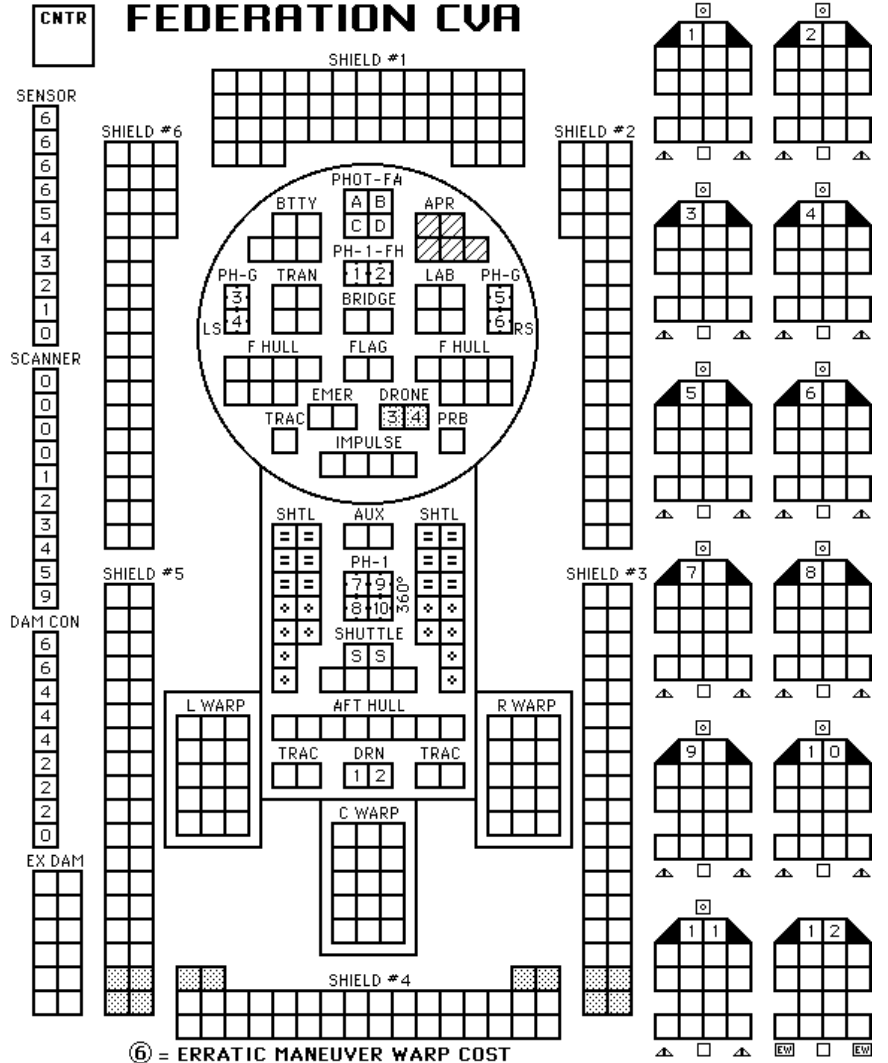 CNTR
FEDERATION CVA
SHIELD #1
SENSOR
6
6
6
6
5
4
3
2
1
0
SCANNER
0
0
0
0
1
2
3
4
5
9
DAM CON
6
6
4
4
4
2
2
2
0
EX DAM
SHIELD #6
SHIELD #2
PHOT-FA
A B
C D
BTTY
APR
PH-1-FH
1 2
PH-G
3
4
LS
TRAN
BRIDGE
LAB
PH-G
5
6
RS
F HULL
FLAG
F HULL
EMER
DRONE
3 4
TRAC
PRB
IMPULSE
SHTL
AUX
SHTL
= =
= =
= =
= =
= =
= =
PH-1
7 9
8 10
360°
SHUTTLE
S S
SHIELD #5
SHIELD #3
L WARP
AFT HULL
R WARP
TRAC
DRN
TRAC
1 2
C WARP
SHIELD #4
⑥ = ERRATIC MANEUVER WARP COST
1
2
3
4
5
6
7
8
9
1 0
1 1
1 2
EW
EW